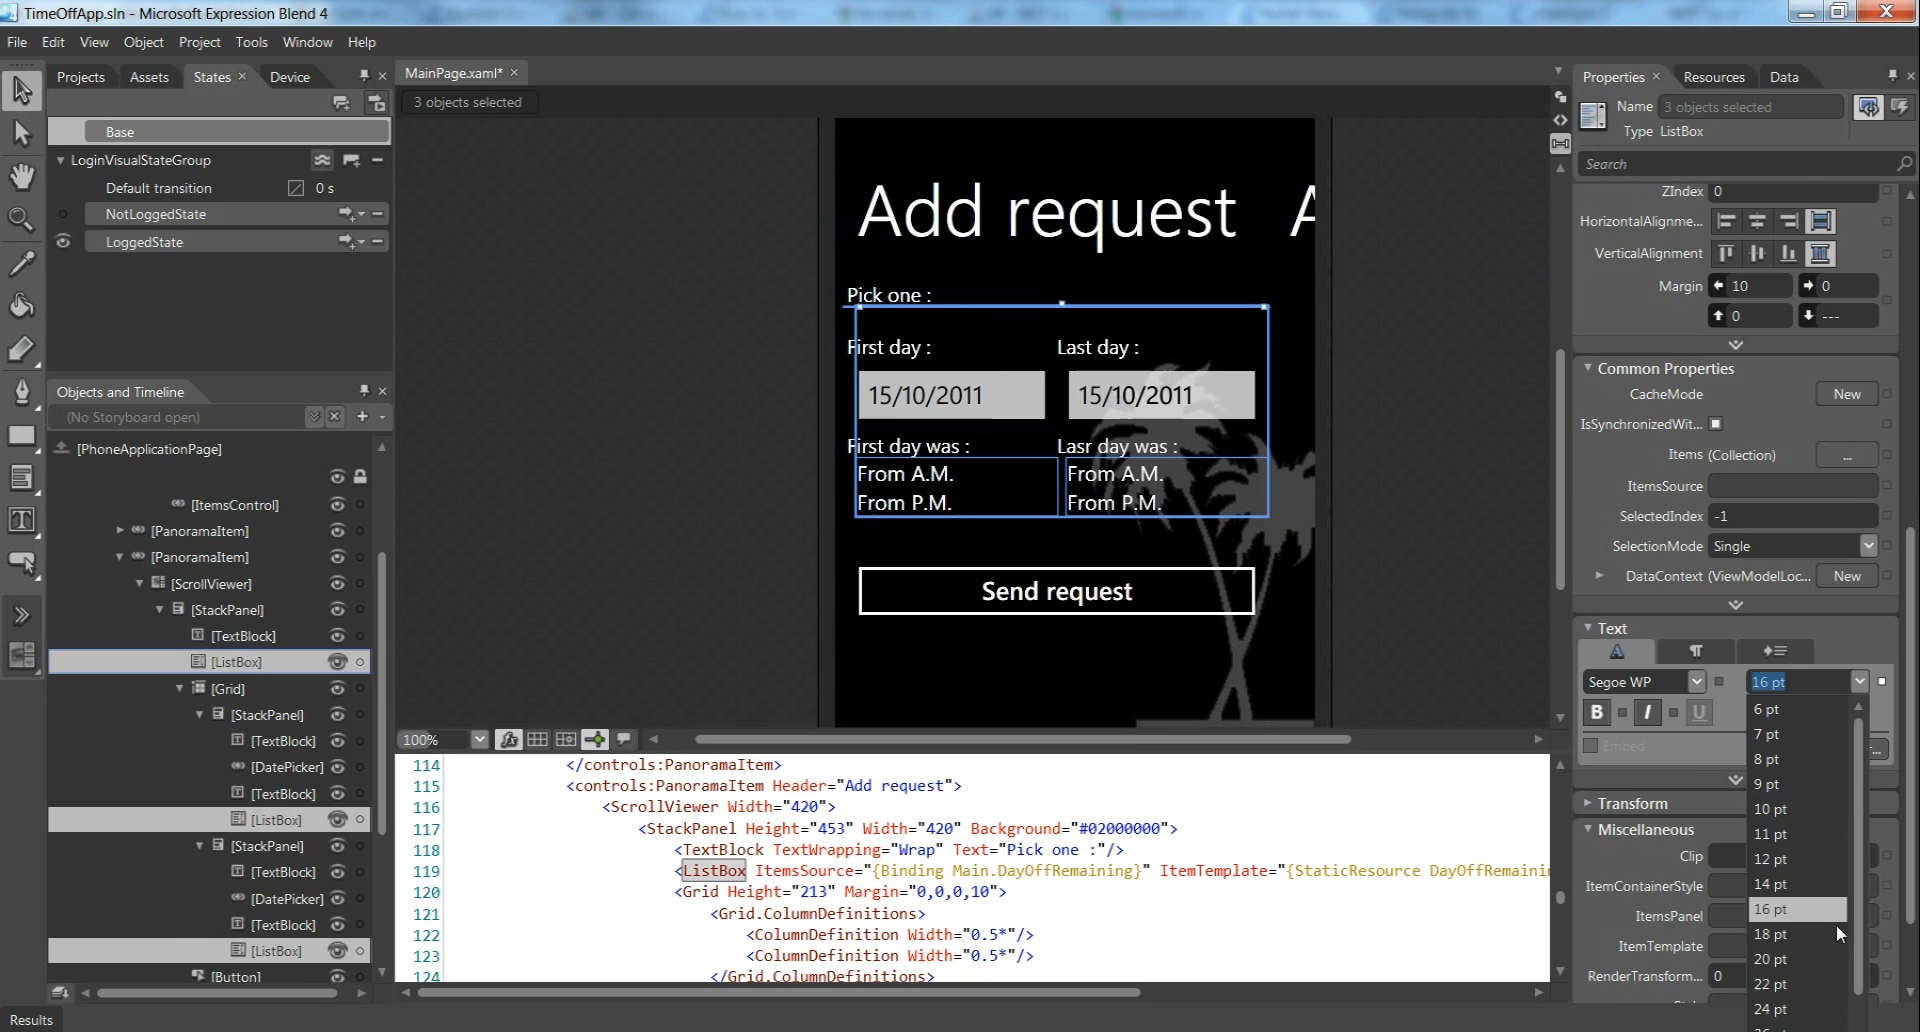 TimeOffApp.sln - Microsoft Expression Blend 4
File Edit View Object Project Tools Window Help
Projects Assets States Device
Base
LoginVisualStateGroup
Default transition 0 s
NotLoggedState
LoggedState
Objects and Timeline
(No Storyboard open)
[PhoneApplicationPage]
[ItemsControl]
[PanoramaItem]
[PanoramaItem]
[ScrollViewer]
[StackPanel]
[TextBlock]
[ListBox]
[Grid]
[StackPanel]
[TextBlock]
[DatePicker]
[TextBlock]
[ListBox]
[StackPanel]
[TextBlock]
[DatePicker]
[TextBlock]
[ListBox]
[Button]
Results
MainPage.xaml*
3 objects selected
Add request A
Pick one :
First day : Last day :
15/10/2011 15/10/2011
First day was : Lasr day was :
From A.M. From A.M.
From P.M. From P.M.
Send request
100%
114 </controls:PanoramaItem>
115 <controls:PanoramaItem Header="Add request">
116 <ScrollViewer Width="420">
117 <StackPanel Height="453" Width="420" Background="#02000000">
118 <TextBlock TextWrapping="Wrap" Text="Pick one :"/>
119 <ListBox ItemsSource="{Binding Main.DayOffRemaining}" ItemTemplate="{StaticResource DayOffRemainin
120 <Grid Height="213" Margin="0,0,0,10">
121 <Grid.ColumnDefinitions>
122 <ColumnDefinition Width="0.5*"/>
123 <ColumnDefinition Width="0.5*"/>
124 </Grid.ColumnDefinitions>
Properties Resources Data
Name 3 objects selected
Type ListBox
Search
ZIndex 0
HorizontalAlignme...
VerticalAlignment
Margin 10 0
0 ---
Common Properties
CacheMode New
IsSynchronizedWit...
Items (Collection) ...
ItemsSource
SelectedIndex -1
SelectionMode Single
DataContext (ViewModelLoc... New
Text
Segoe WP 16 pt
B I U
Embed
6 pt
7 pt
8 pt
9 pt
10 pt
11 pt
12 pt
14 pt
16 pt
18 pt
20 pt
22 pt
24 pt
Transform
Miscellaneous
Clip
ItemContainerStyle
ItemsPanel
ItemTemplate
RenderTransform... 0